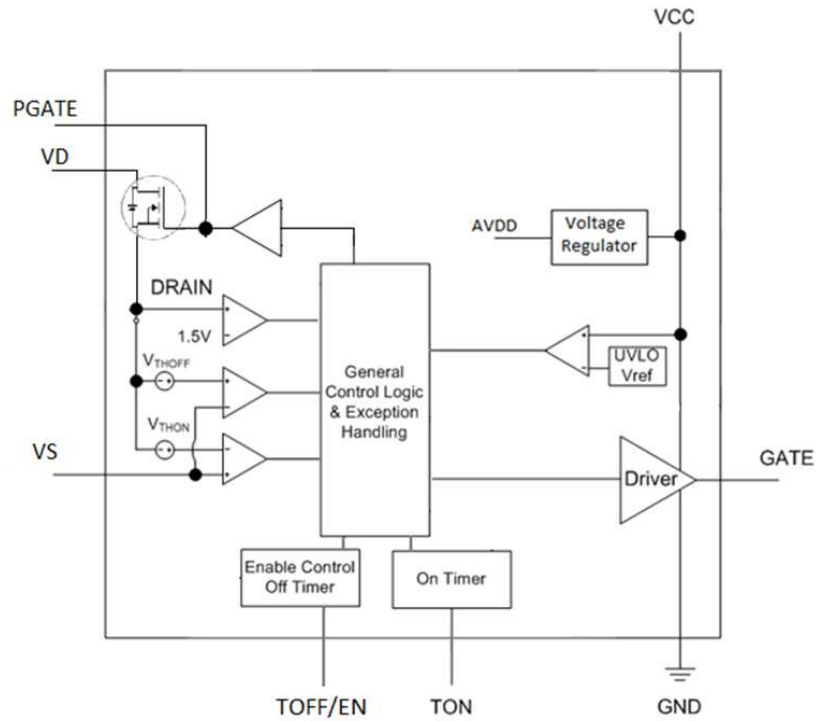 VCC
PGATE
VD
AVDD
Voltage
Regulator
DRAIN
+
1.5V
-
General
Control Logic
& Exception
Handling
+
-
UVLO
Vref
VTHOFF
- +
+
-
VTHON
- +
-
+
VS
Driver
GATE
Enable Control
Off Timer
On Timer
TOFF/EN
TON
GND